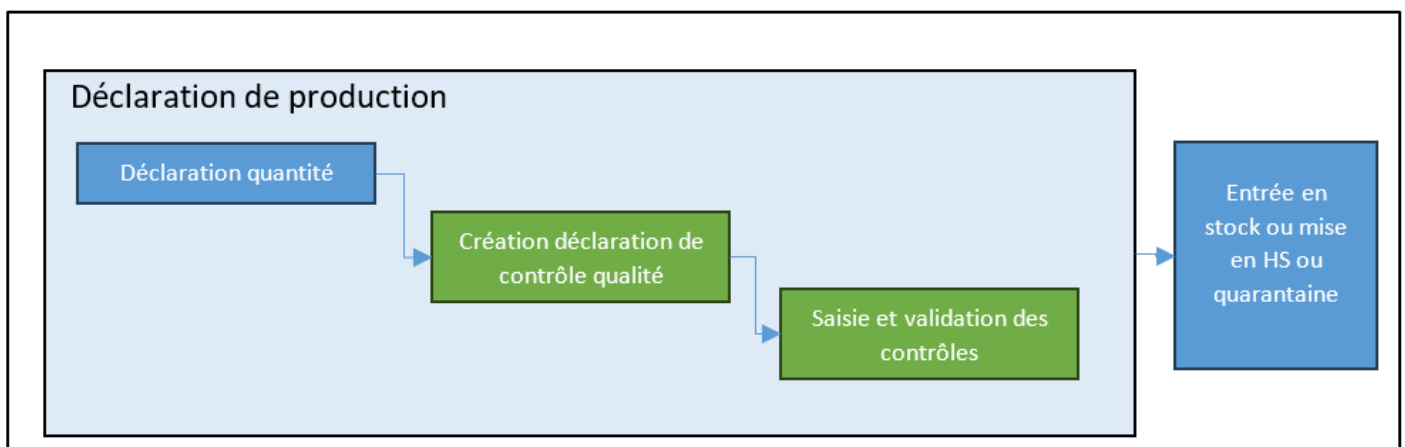 Déclaration de production
Déclaration quantité
Création déclaration de
contrôle qualité
Saisie et validation des
contrôles
Entrée en
stock ou mise
en HS ou
quarantaine